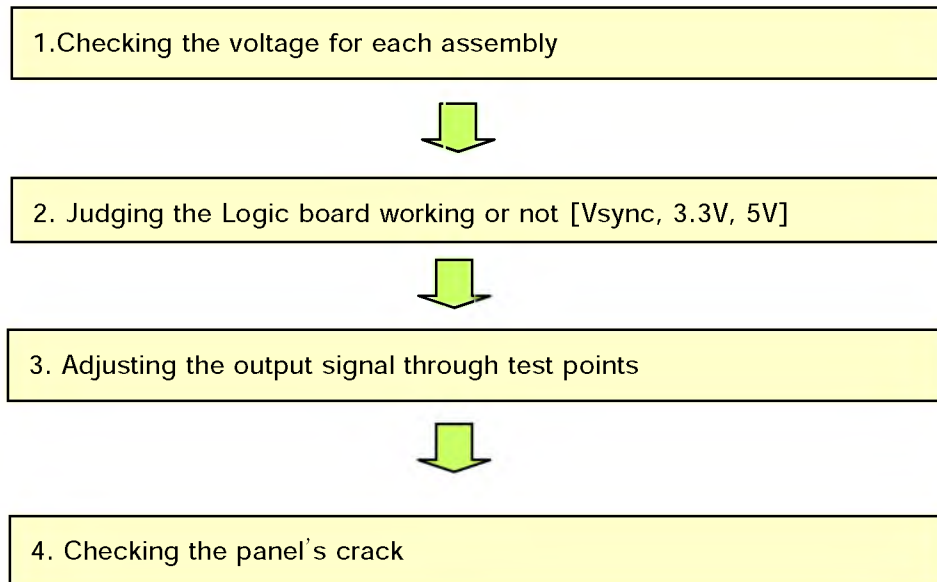 1.Checking the voltage for each assembly
2. Judging the Logic board working or not [Vsync, 3.3V, 5V]
3. Adjusting the output signal through test points
4. Checking the panel's crack